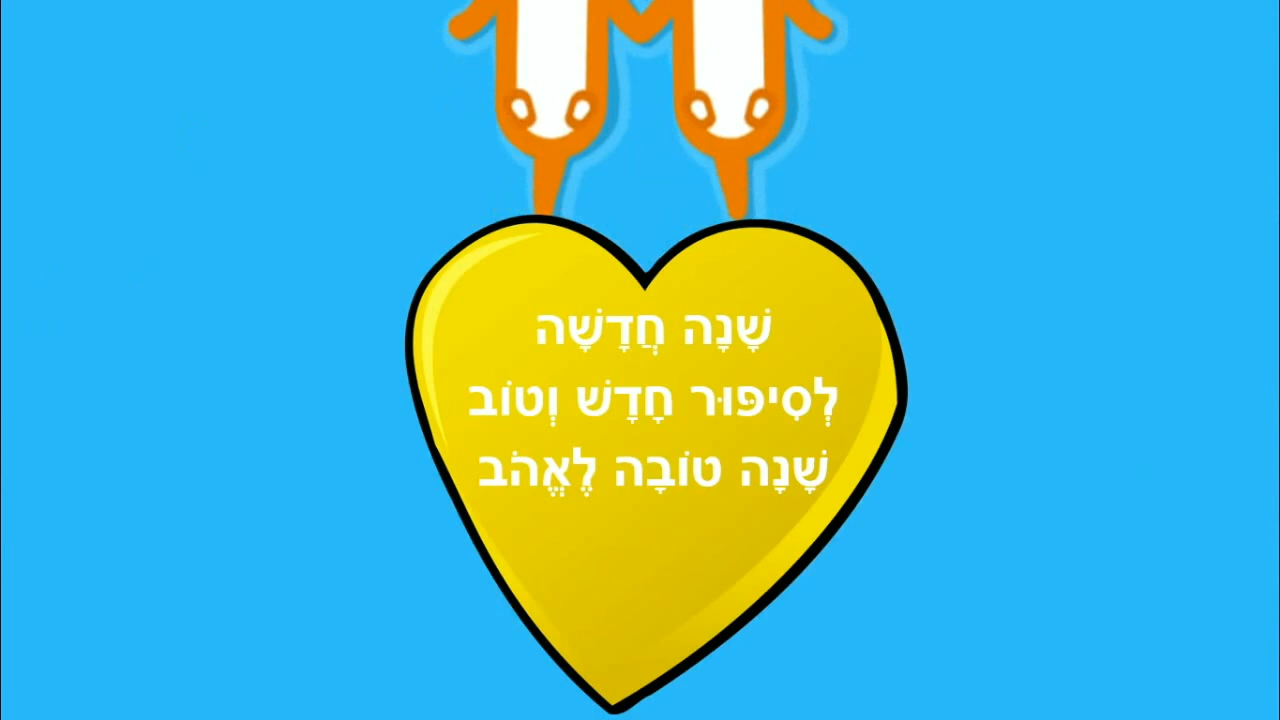 שָׁנָה חֲדָשָׁה
לְסִיפּוּר חָדָשׁ וְטוֹב
שָׁנָה טוֹבָה לֶאֱהֹב